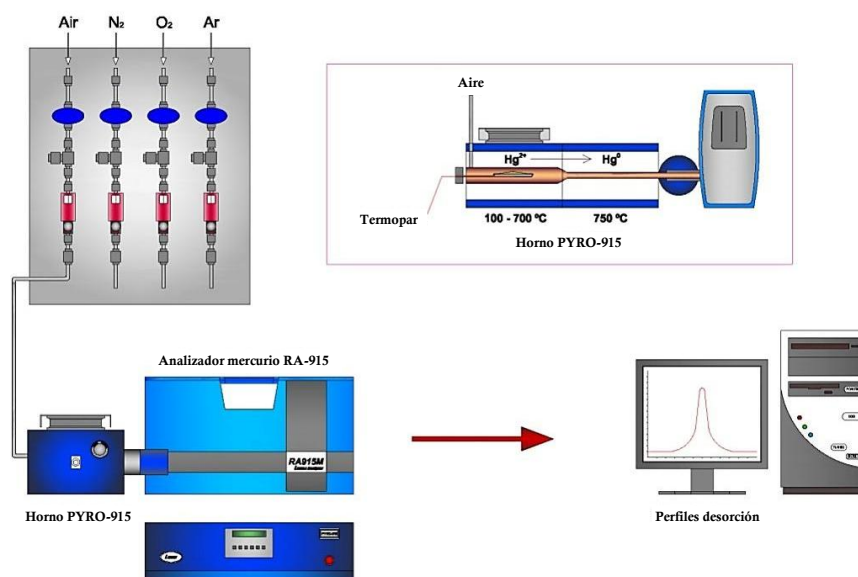 Air N₂ O₂ Ar
Aire
Hg²⁺ Hg⁰
Termopar
100 - 700 ºC 750 ºC
Horno PYRO-915
Analizador mercurio RA-915
RA915M
Horno PYRO-915
Perfiles desorción